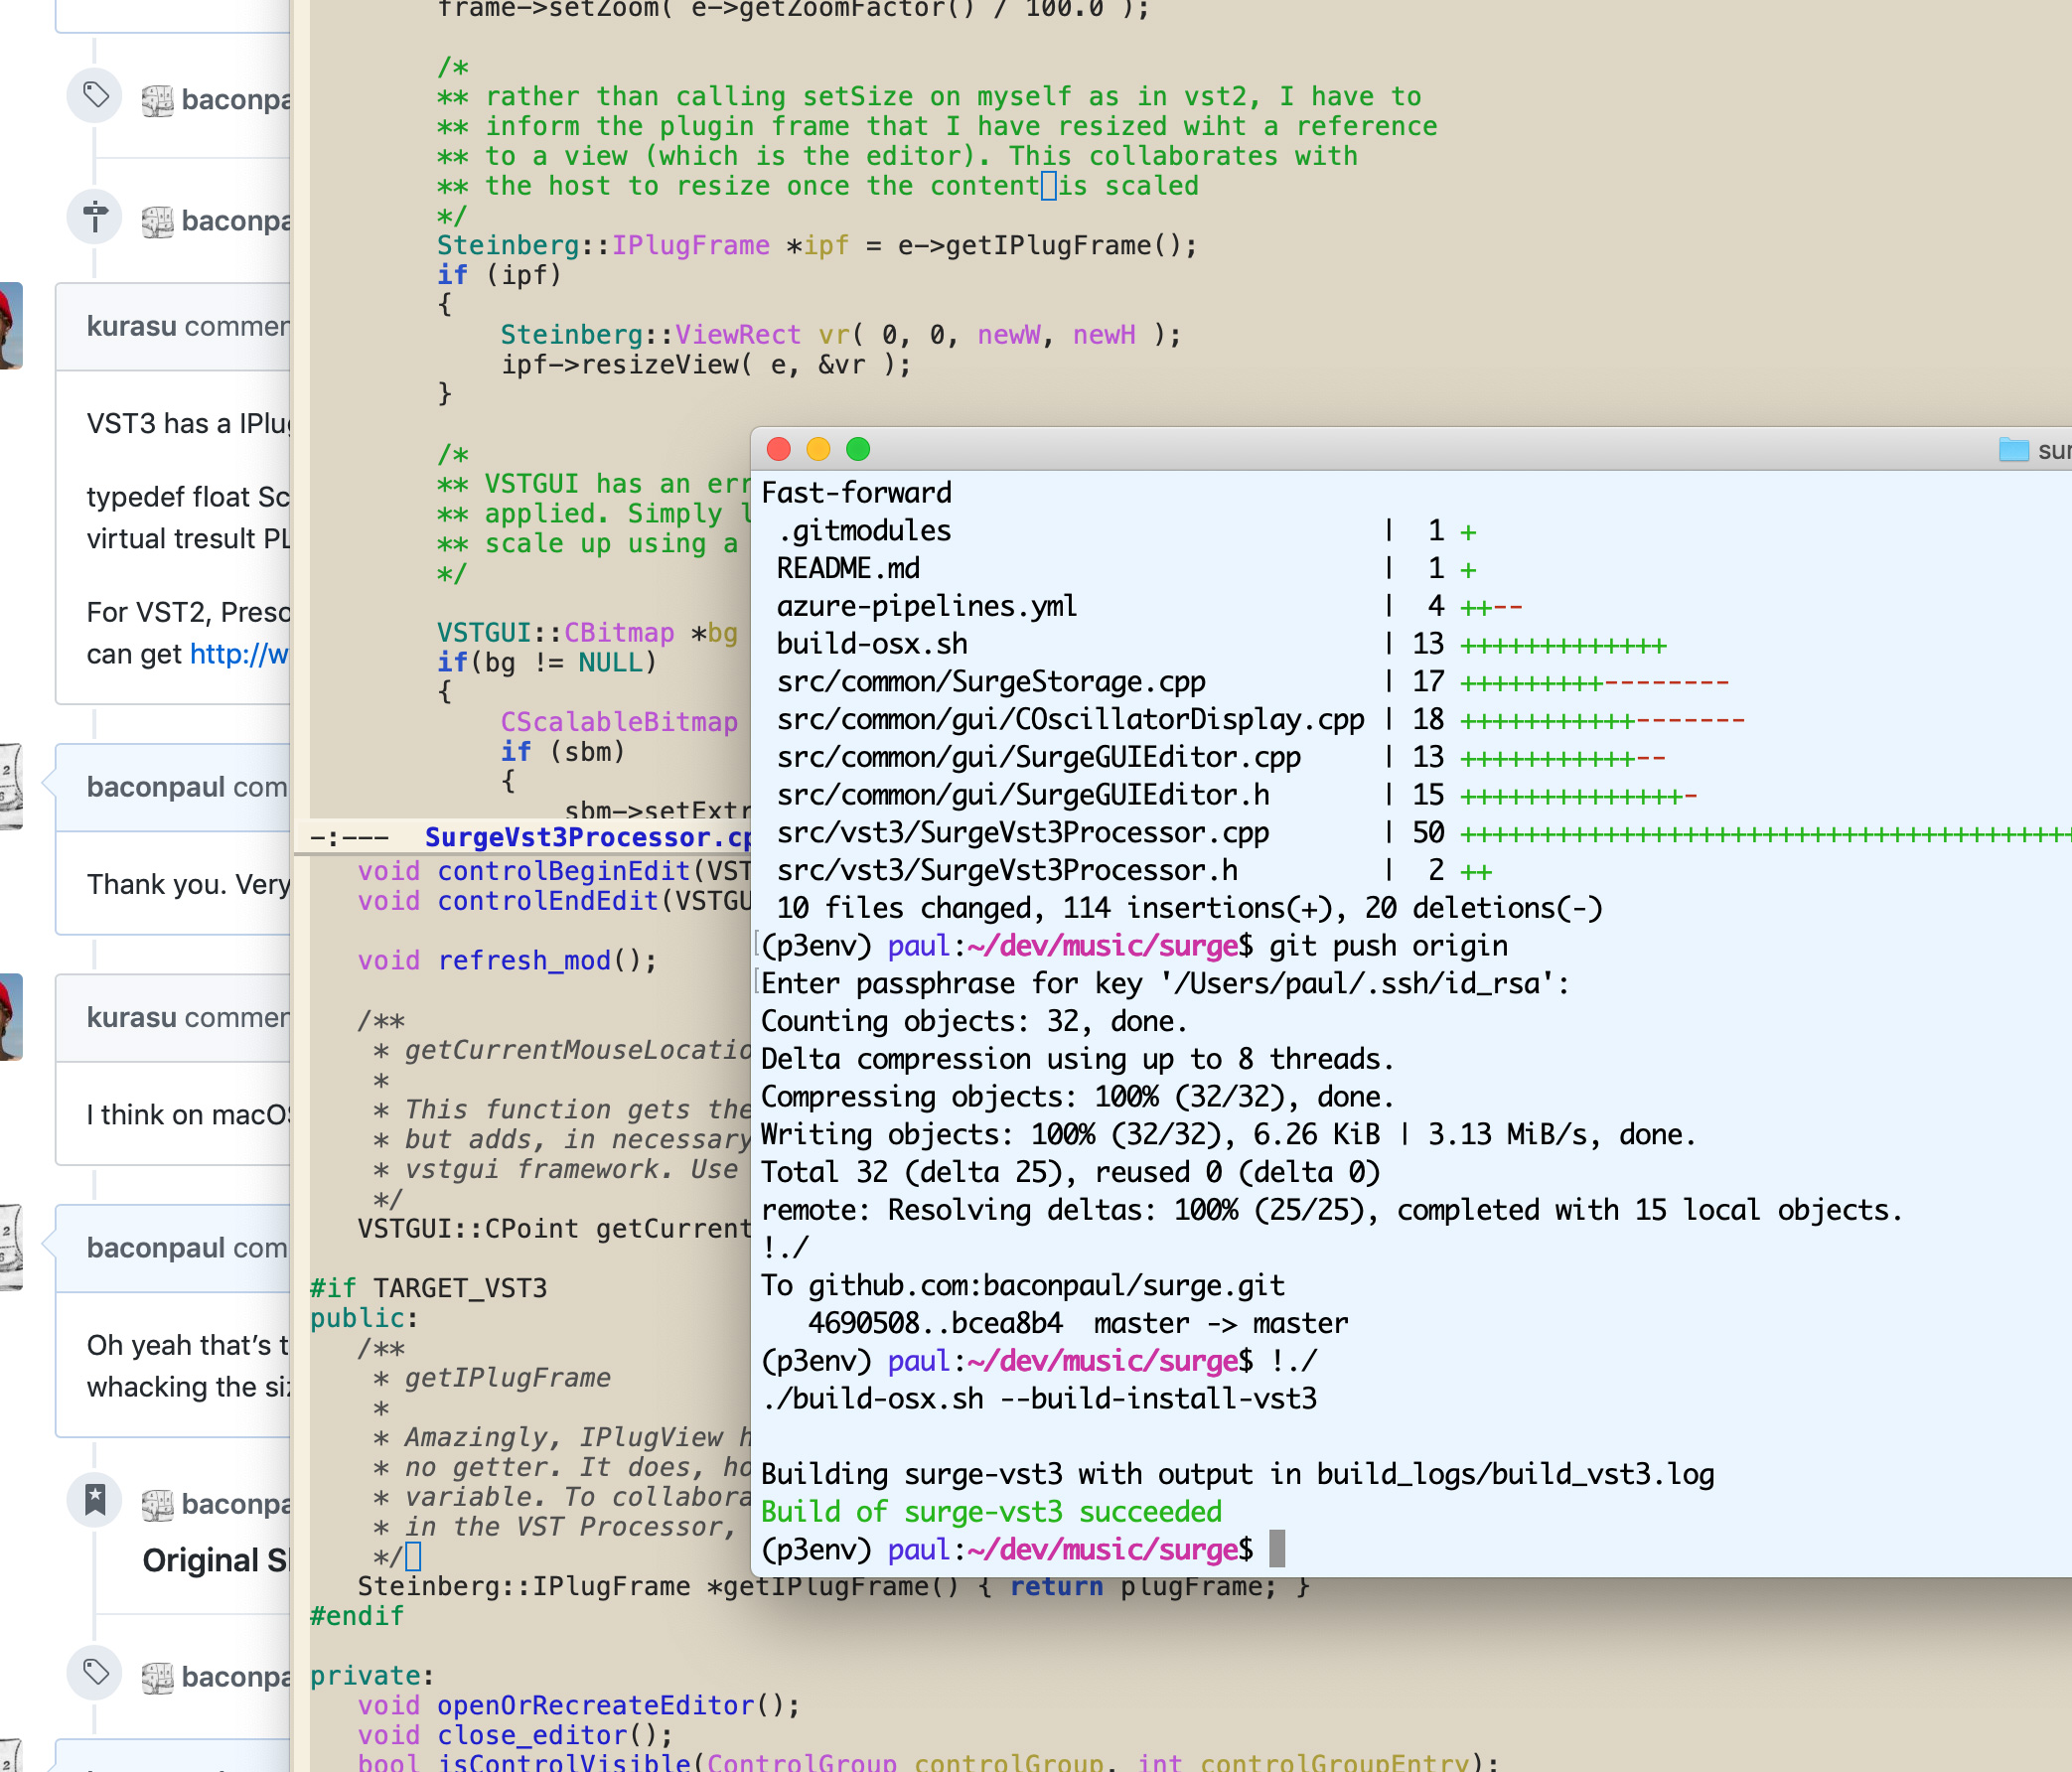 baconpa
baconpa
kurasu commen
VST3 has a IPlug
typedef float Sc
virtual tresult PL
For VST2, Preso
can get http://w
baconpaul com
Thank you. Very
kurasu commen
I think on macOS
baconpaul com
Oh yeah that's t
whacking the siz
baconpa
Original Sl
baconpa
frame->setZoom( e->getZoomFactor() / 100.0 );
/*
** rather than calling setSize on myself as in vst2, I have to
** inform the plugin frame that I have resized wiht a reference
** to a view (which is the editor). This collaborates with
** the host to resize once the content is scaled
*/
Steinberg::IPlugFrame *ipf = e->getIPlugFrame();
if (ipf)
{
Steinberg::ViewRect vr( 0, 0, newW, newH );
ipf->resizeView( e, &vr );
}
/*
** VSTGUI has an err
** applied. Simply l
** scale up using a
*/
VSTGUI::CBitmap *bg
if(bg != NULL)
{
CScalableBitmap
if (sbm)
{
sbm->setExtr
-:--- SurgeVst3Processor.cp
void controlBeginEdit(VST
void controlEndEdit(VSTGU
void refresh_mod();
/**
* getCurrentMouseLocatio
*
* This function gets the
* but adds, in necessary
* vstgui framework. Use
*/
VSTGUI::CPoint getCurrent
#if TARGET_VST3
public:
/**
* getIPlugFrame
*
* Amazingly, IPlugView h
* no getter. It does, ho
* variable. To collabora
* in the VST Processor,
*/
Steinberg::IPlugFrame *getIPlugFrame() { return plugFrame; }
#endif
private:
void openOrRecreateEditor();
void close_editor();
bool isControlVisible(ControlGroup controlGroup, int controlGroupEntry);
sur
Fast-forward
.gitmodules | 1 +
README.md | 1 +
azure-pipelines.yml | 4 ++--
build-osx.sh | 13 +++++++++++++
src/common/SurgeStorage.cpp | 17 +++++++++--------
src/common/gui/COscillatorDisplay.cpp | 18 +++++++++++-------
src/common/gui/SurgeGUIEditor.cpp | 13 +++++++++++--
src/common/gui/SurgeGUIEditor.h | 15 ++++++++++++++-
src/vst3/SurgeVst3Processor.cpp | 50 +++++++++++++++++++++++++++++++++++++++
src/vst3/SurgeVst3Processor.h | 2 ++
10 files changed, 114 insertions(+), 20 deletions(-)
(p3env) paul:~/dev/music/surge$ git push origin
Enter passphrase for key '/Users/paul/.ssh/id_rsa':
Counting objects: 32, done.
Delta compression using up to 8 threads.
Compressing objects: 100% (32/32), done.
Writing objects: 100% (32/32), 6.26 KiB | 3.13 MiB/s, done.
Total 32 (delta 25), reused 0 (delta 0)
remote: Resolving deltas: 100% (25/25), completed with 15 local objects.
!./
To github.com:baconpaul/surge.git
4690508..bcea8b4 master -> master
(p3env) paul:~/dev/music/surge$ !./
./build-osx.sh --build-install-vst3
Building surge-vst3 with output in build_logs/build_vst3.log
Build of surge-vst3 succeeded
(p3env) paul:~/dev/music/surge$